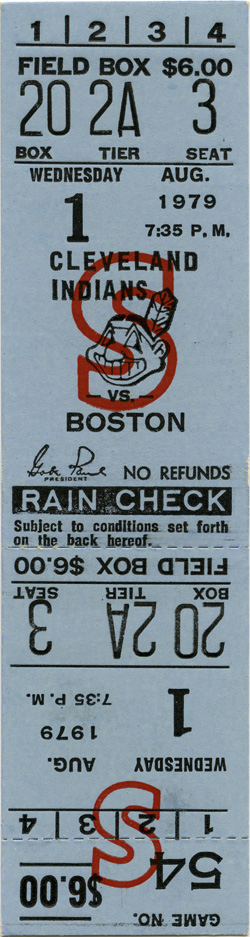 1 | 2 | 3 | 4
FIELD BOX $6.00
20 2A 3
BOX TIER SEAT
WEDNESDAY AUG.
1 1979
7:35 P. M.
S
CLEVELAND
INDIANS
VS.
BOSTON
Gabe Paul
PRESIDENT
NO REFUNDS
RAIN CHECK
Subject to conditions set forth
on the back hereof.
FIELD BOX $6.00
BOX TIER SEAT
20 2A 3
1 7:35 P. M.
1979
WEDNESDAY AUG.
S
1 | 2 | 3 | 4
54 $6.00
GAME NO.